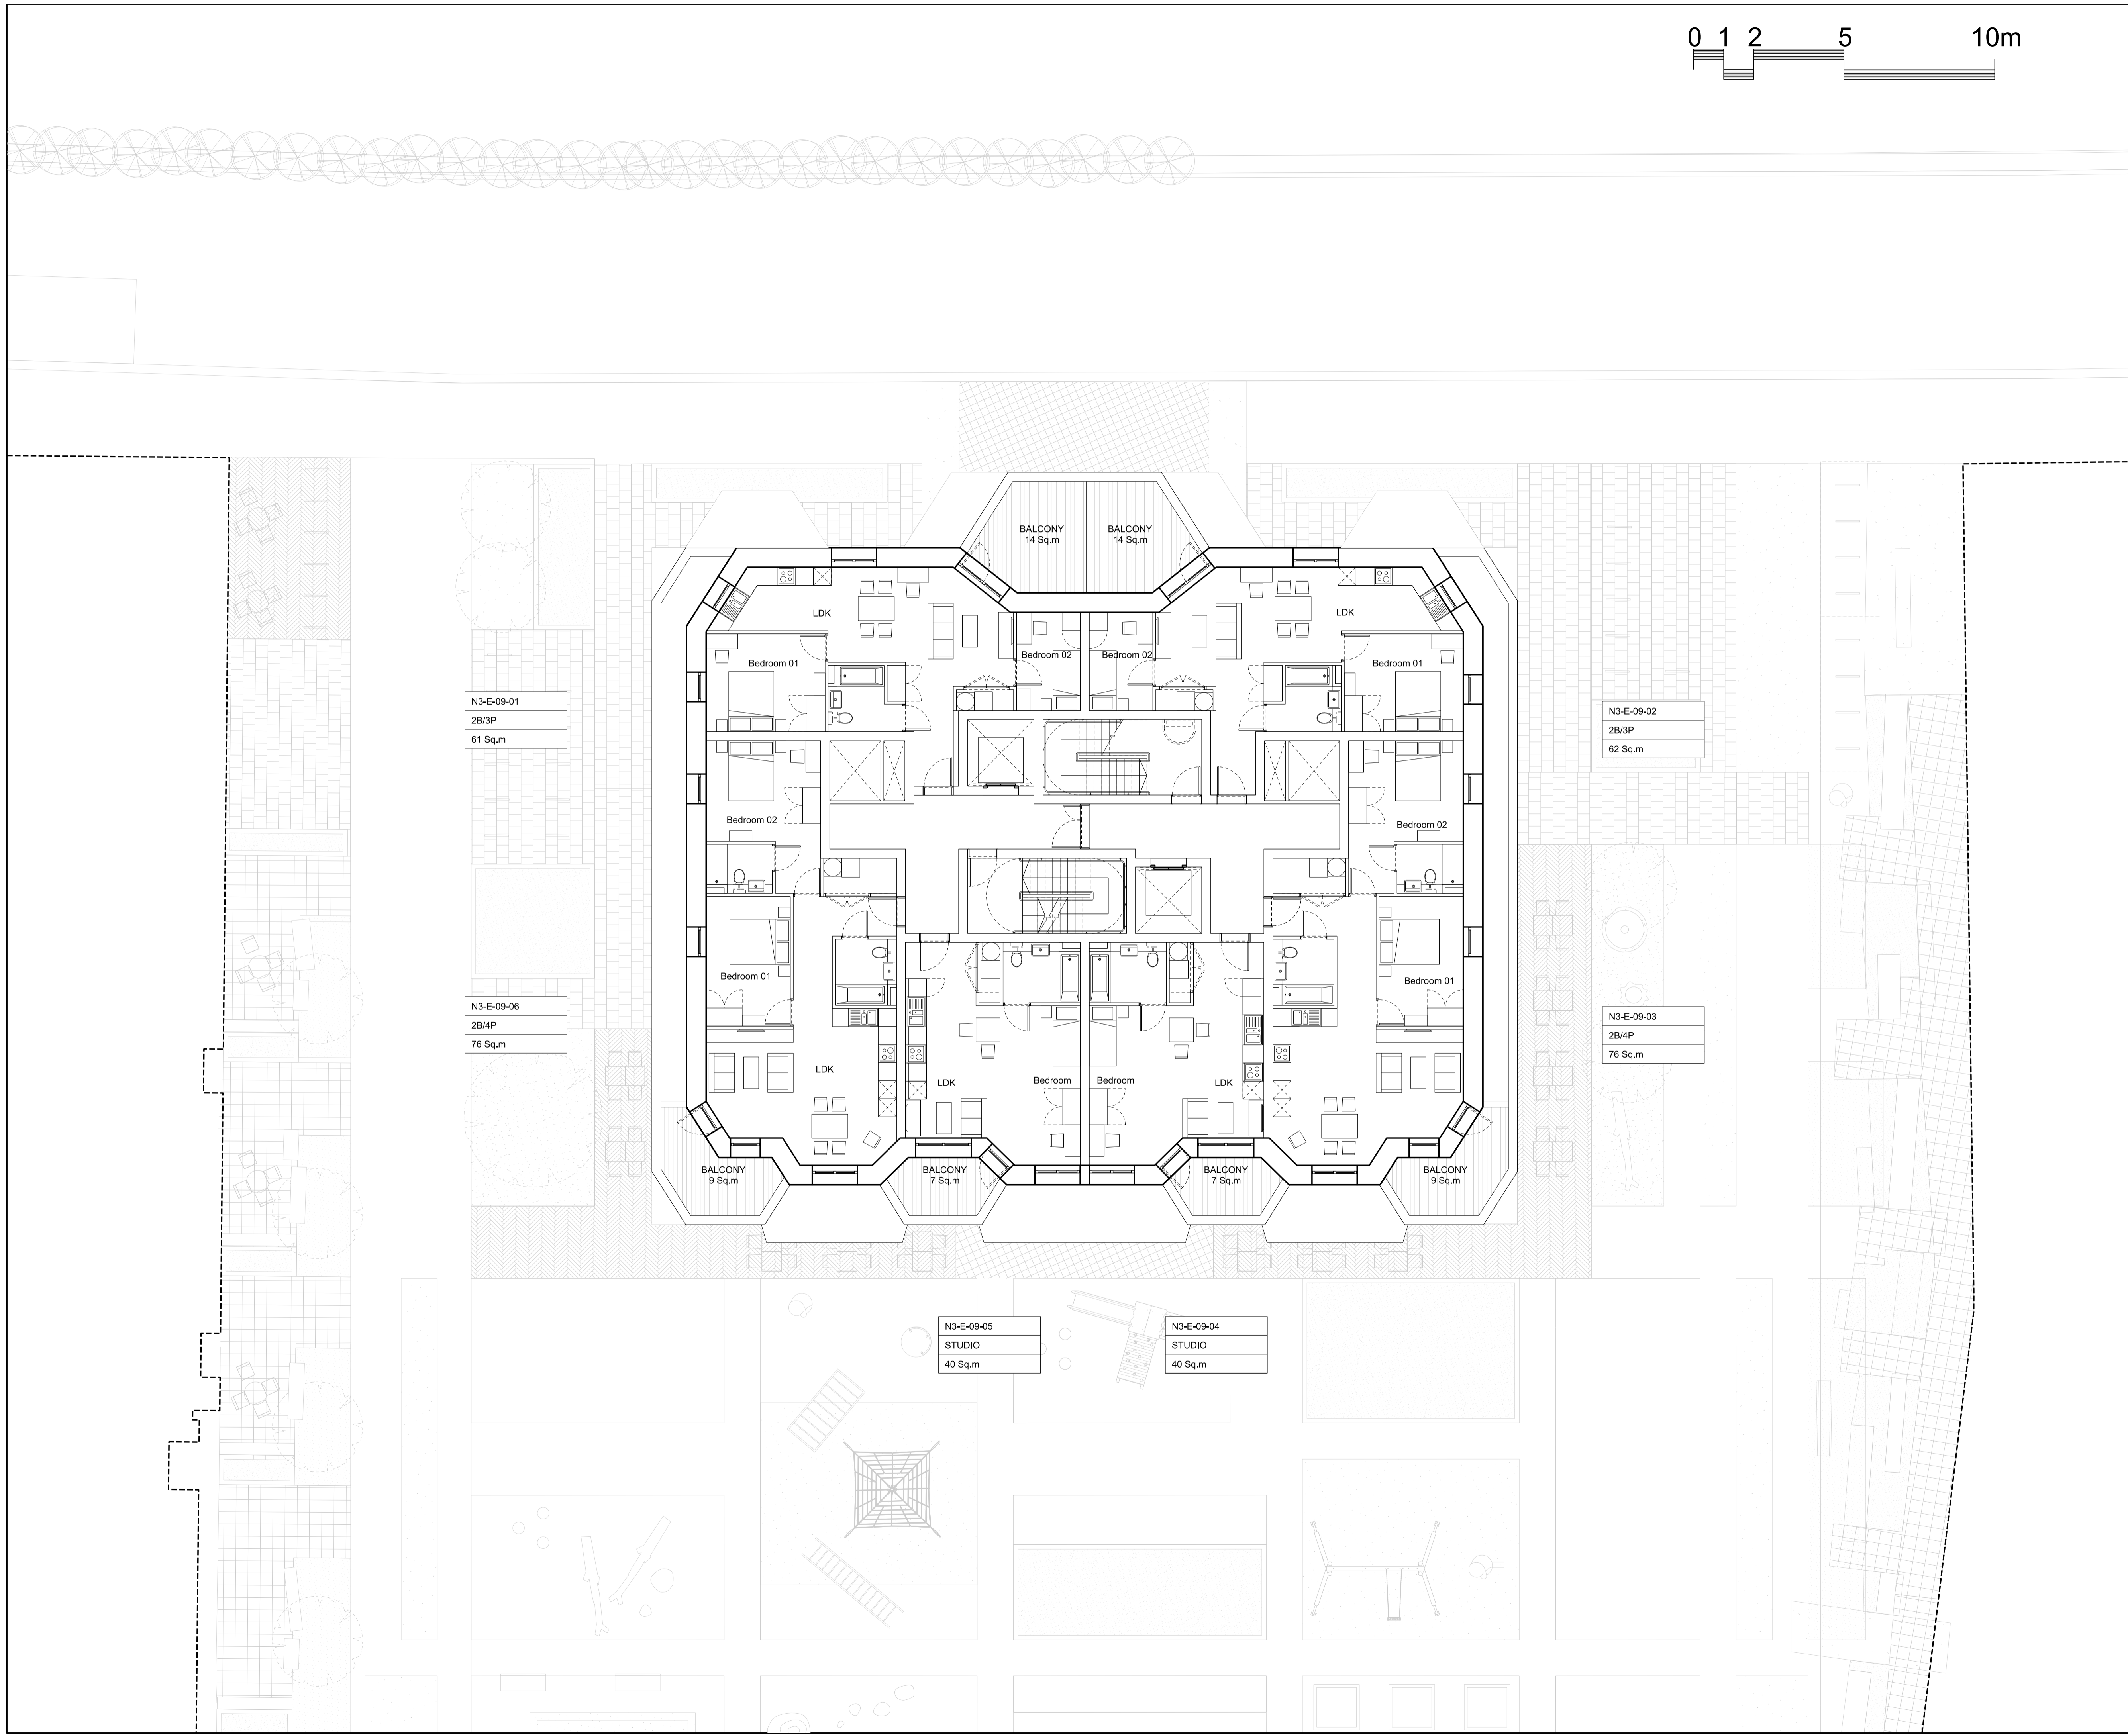 0 1 2 5 10m
BALCONY
14 Sq.m
BALCONY
14 Sq.m
LDK
LDK
Bedroom 01
Bedroom 02
Bedroom 02
Bedroom 01
N3-E-09-01
2B/3P
61 Sq.m
N3-E-09-02
2B/3P
62 Sq.m
Bedroom 02
Bedroom 02
Bedroom 01
Bedroom 01
N3-E-09-06
2B/4P
76 Sq.m
N3-E-09-03
2B/4P
76 Sq.m
LDK
LDK
Bedroom
Bedroom
LDK
BALCONY
9 Sq.m
BALCONY
7 Sq.m
BALCONY
7 Sq.m
BALCONY
9 Sq.m
N3-E-09-05
STUDIO
40 Sq.m
N3-E-09-04
STUDIO
40 Sq.m